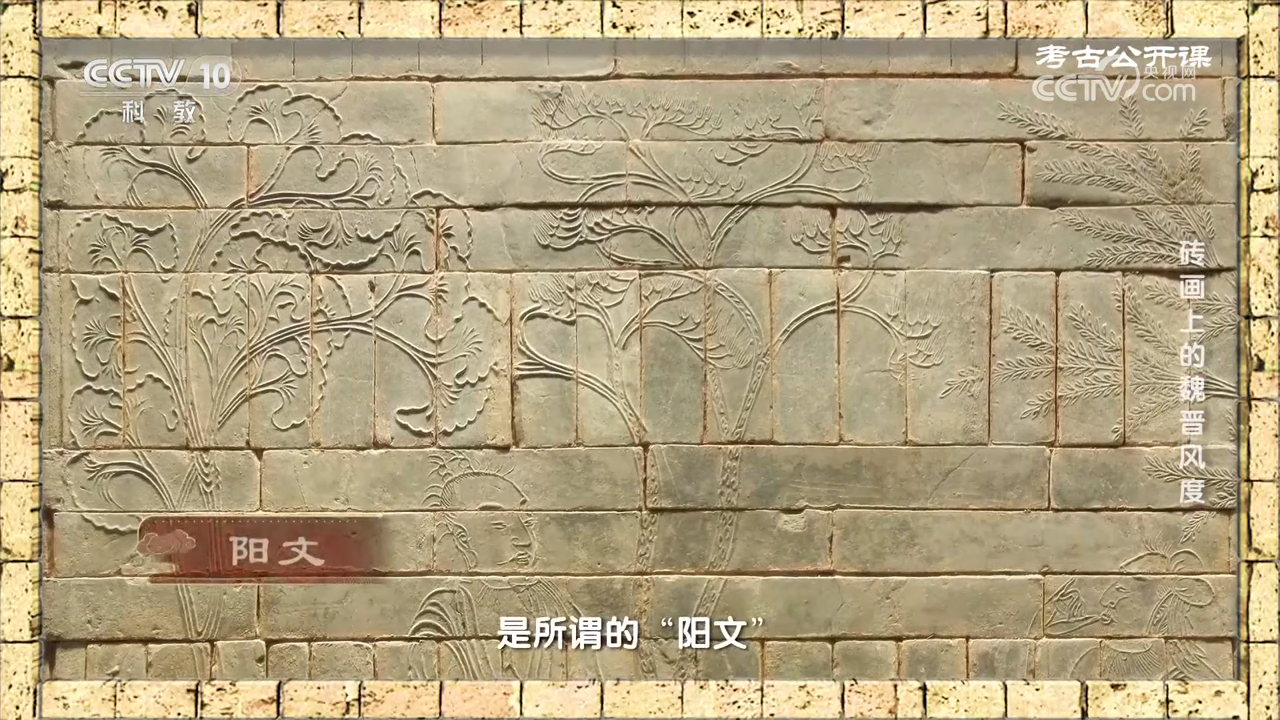 CCTV 10
科教
考古公开课
央视网
CCTV.com
砖画上的魏晋风度
阳文
是所谓的“阳文”